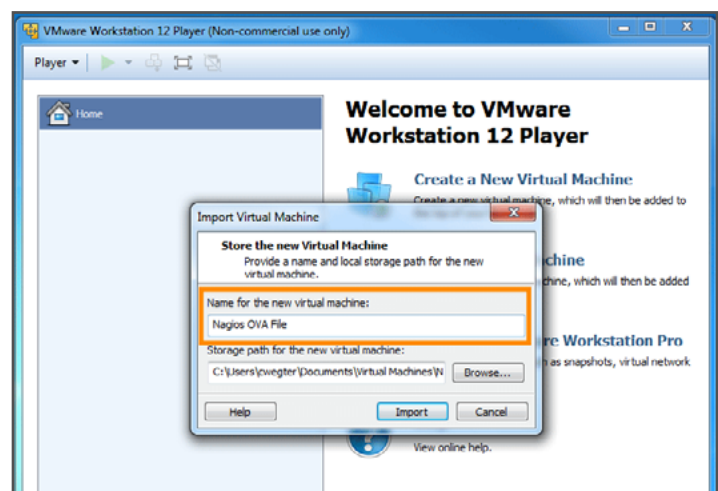 VMware Workstation 12 Player (Non-commercial use only)
Player
Home
Welcome to VMware
Workstation 12 Player
Create a New Virtual Machine
Create a new virtual machine, which will then be added to
Import Virtual Machine
Store the new Virtual Machine
Provide a name and local storage path for the new
virtual machine.
chine
chine, which will then be added
Name for the new virtual machine:
Nagios OVA File
re Workstation Pro
as snapshots, virtual network
Storage path for the new virtual machine:
C:\Users\cwegter\Documents\Virtual Machines\N
Browse...
Help
Import
Cancel
View online help.